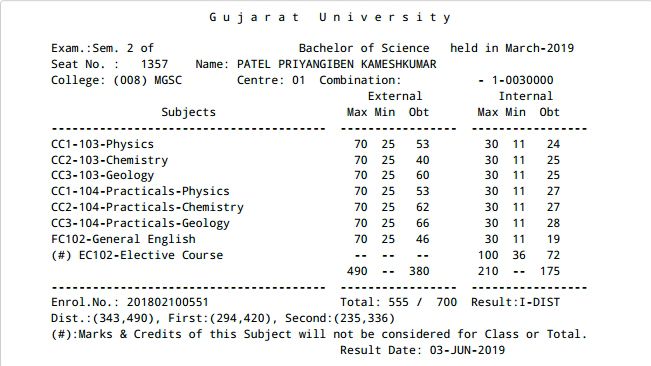 Gujarat University
Exam.:Sem. 2 of Bachelor of Science held in March-2019
Seat No. : 1357 Name: PATEL PRIYANGIBEN KAMESHKUMAR
College: (008) MGSC Centre: 01 Combination: - 1-0030000
External Internal
Subjects Max Min Obt Max Min Obt
CC1-103-Physics 70 25 53 30 11 24
CC2-103-Chemistry 70 25 40 30 11 25
CC3-103-Geology 70 25 60 30 11 25
CC1-104-Practicals-Physics 70 25 53 30 11 27
CC2-104-Practicals-Chemistry 70 25 62 30 11 27
CC3-104-Practicals-Geology 70 25 66 30 11 28
FC102-General English 70 25 46 30 11 19
(#) EC102-Elective Course -- -- -- 100 36 72
490 -- 380 210 -- 175
Enrol.No.: 201802100551 Total: 555 / 700 Result:I-DIST
Dist.:(343,490), First:(294,420), Second:(235,336)
(#):Marks & Credits of this Subject will not be considered for Class or Total.
Result Date: 03-JUN-2019